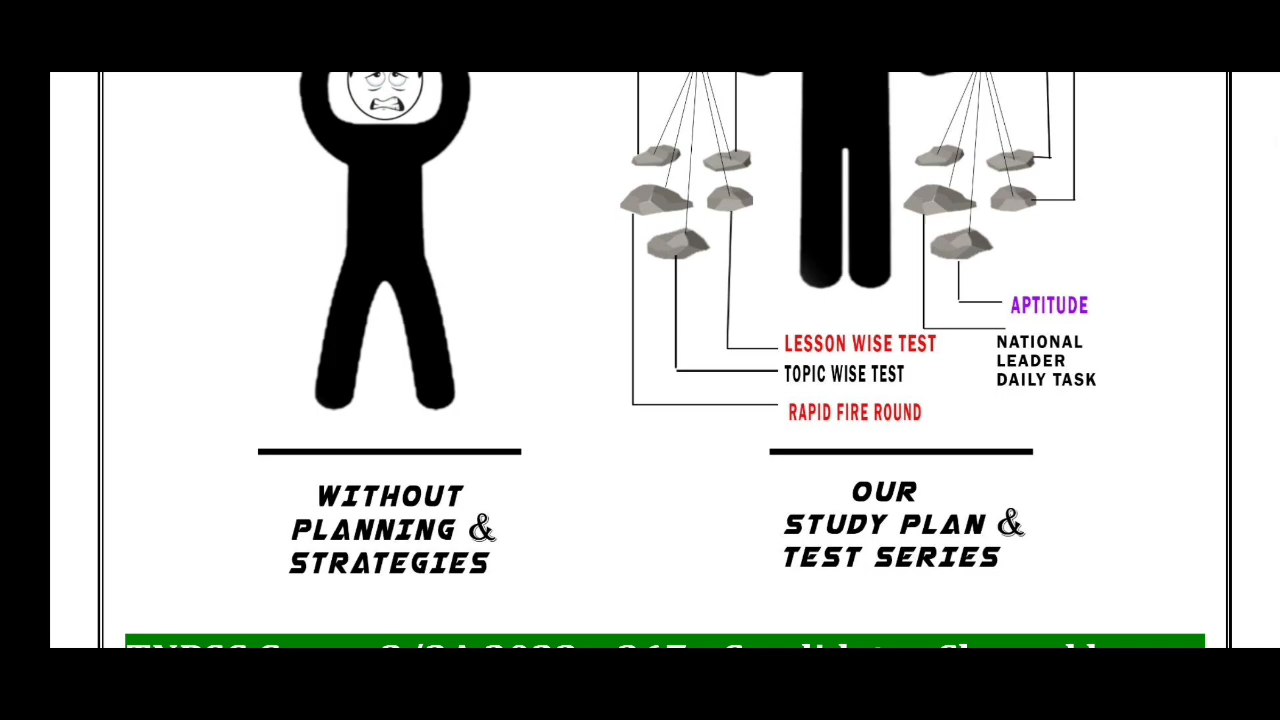 APTITUDE
LESSON WISE TEST
NATIONAL
LEADER
DAILY TASK
TOPIC WISE TEST
RAPID FIRE ROUND
WITHOUT
PLANNING &
STRATEGIES
OUR
STUDY PLAN &
TEST SERIES